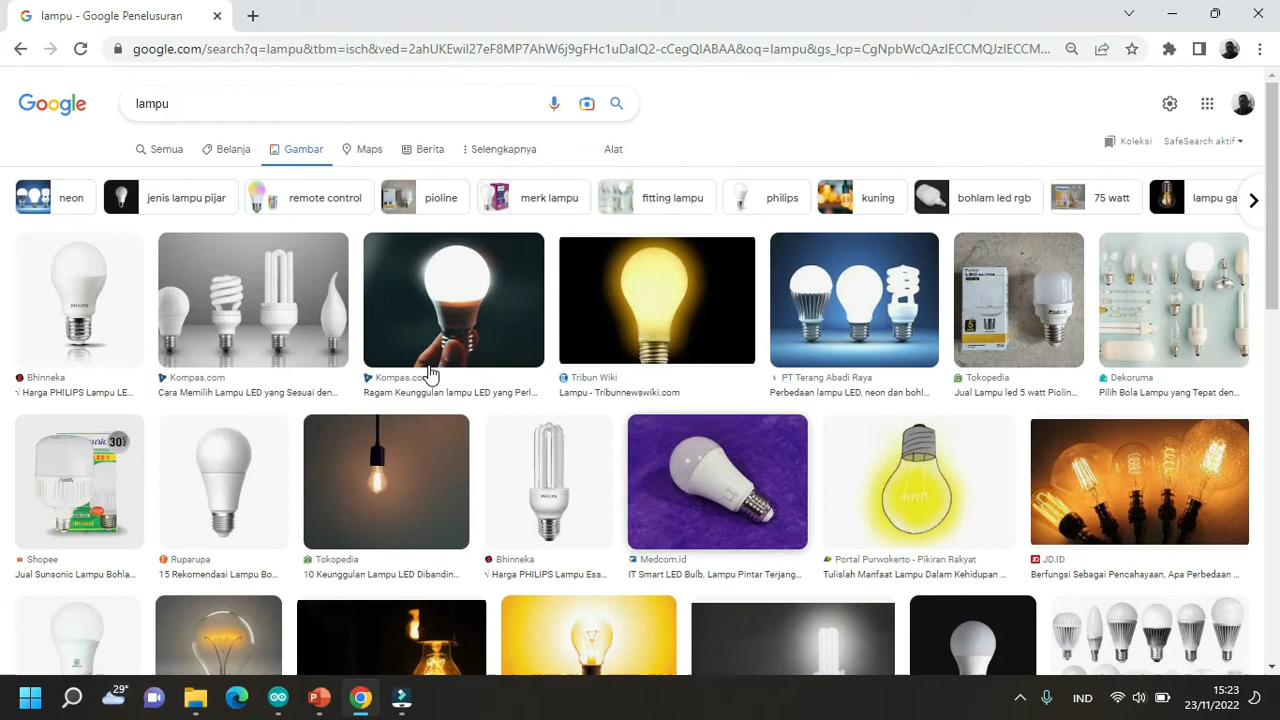 lampu - Google Penelusuran
google.com/search?q=lampu&tbm=isch&ved=2ahUKEwil27eF8MP7AhW6j9gFHc1uDaIQ2-cCegQIABAA&oq=lampu&gs_lcp=CgNpbWcQAzIECCMQJzIECCM...
Google
lampu
Semua
Belanja
Gambar
Maps
Berita
Selengkapnya
Alat
Koleksi
SafeSearch aktif
neon
jenis lampu pijar
remote control
pioline
merk lampu
fitting lampu
philips
kuning
bohlam led rgb
75 watt
lampu ga
PHILIPS
Bhinneka
Kompas.com
Kompas.co
Tribun Wiki
PT Terang Abadi Raya
Tokopedia
Dekoruma
√ Harga PHILIPS Lampu LE...
Cara Memilih Lampu LED yang Sesuai den...
Ragam Keunggulan lampu LED yang Perl...
Lampu - Tribunnewswiki.com
Perbedaan lampu LED, neon dan bohl...
Jual Lampu led 5 watt Piolin...
Pilih Bola Lampu yang Tepat den...
30
PHILIPS
Shopee
Ruparupa
Tokopedia
Bhinneka
Medcom.id
Portal Purwokerto - Pikiran Rakyat
JD.ID
Jual Sunsonic Lampu Bohla...
15 Rekomendasi Lampu Bo...
10 Keunggulan Lampu LED Dibandin...
√ Harga PHILIPS Lampu Ess...
IT Smart LED Bulb, Lampu Pintar Terjang...
Tulislah Manfaat Lampu Dalam Kehidupan ...
Berfungsi Sebagai Pencahayaan, Apa Perbedaan ...
29°
IND
15:23
23/11/2022